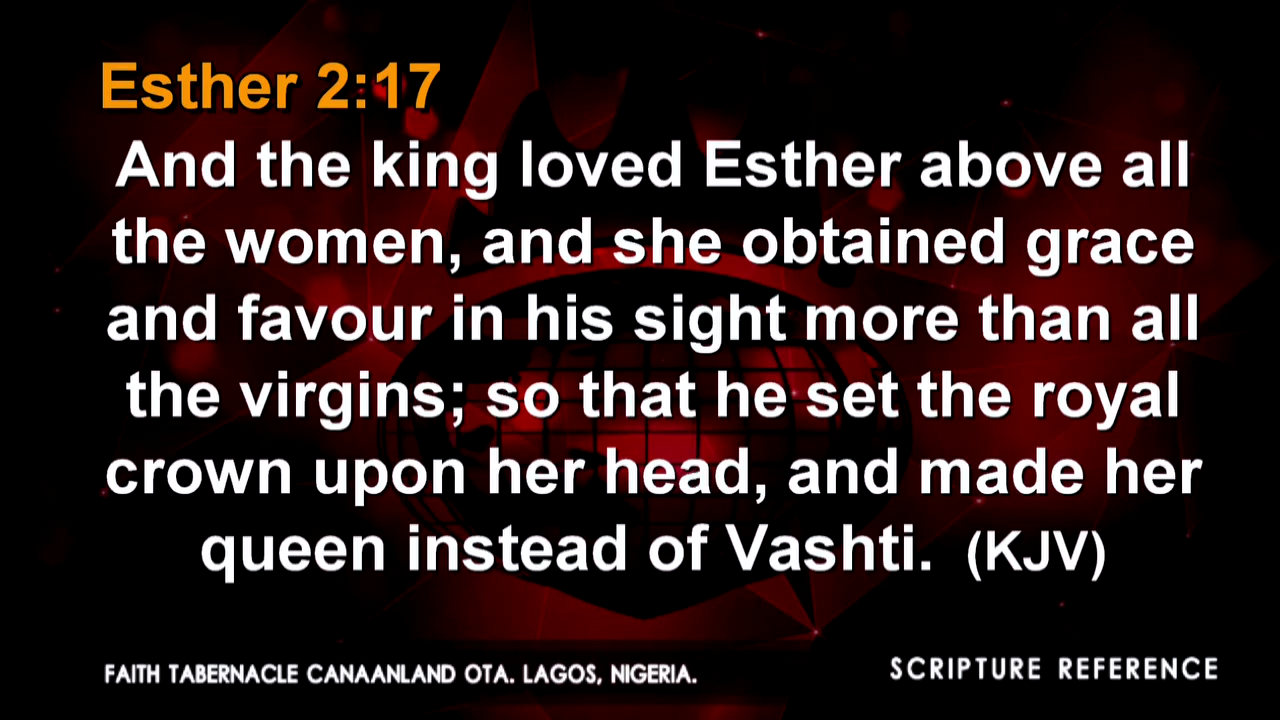 Esther 2:17
And the king loved Esther above all
the women, and she obtained grace
and favour in his sight more than all
the virgins; so that he set the royal
crown upon her head, and made her
queen instead of Vashti. (KJV)
FAITH TABERNACLE CANAANLAND OTA. LAGOS, NIGERIA.
SCRIPTURE REFERENCE